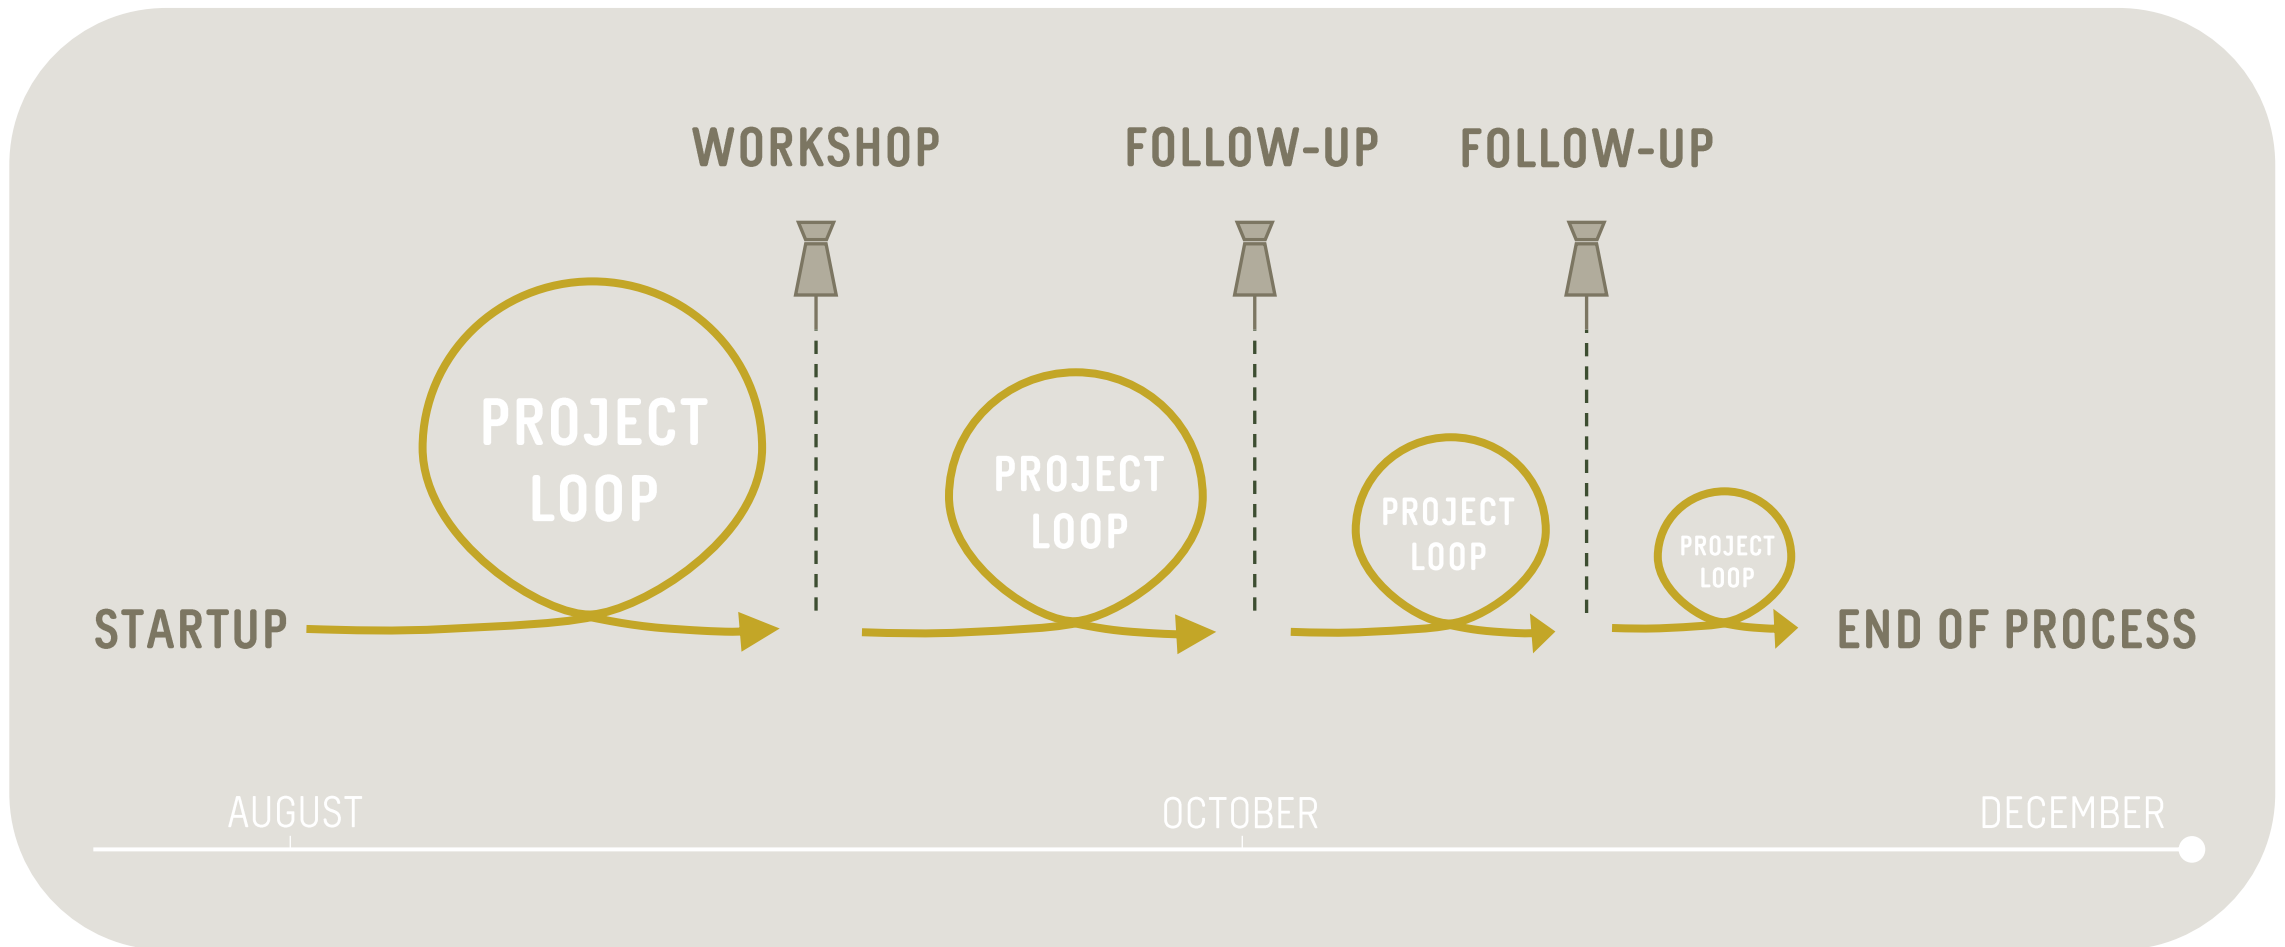 WORKSHOP
FOLLOW-UP
FOLLOW-UP
PROJECT
LOOP
PROJECT
LOOP
PROJECT
LOOP
PROJECT
LOOP
STARTUP
END OF PROCESS
AUGUST
OCTOBER
DECEMBER